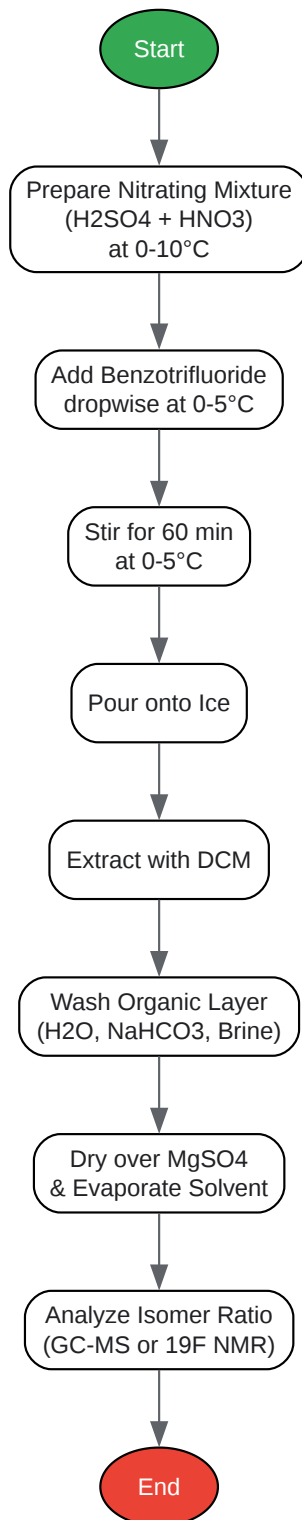 Start
Prepare Nitrating Mixture
(H2SO4 + HNO3)
at 0-10°C
Add Benzotrifluoride
dropwise at 0-5°C
Stir for 60 min
at 0-5°C
Pour onto Ice
Extract with DCM
Wash Organic Layer
(H2O, NaHCO3, Brine)
Dry over MgSO4
& Evaporate Solvent
Analyze Isomer Ratio
(GC-MS or 19F NMR)
End